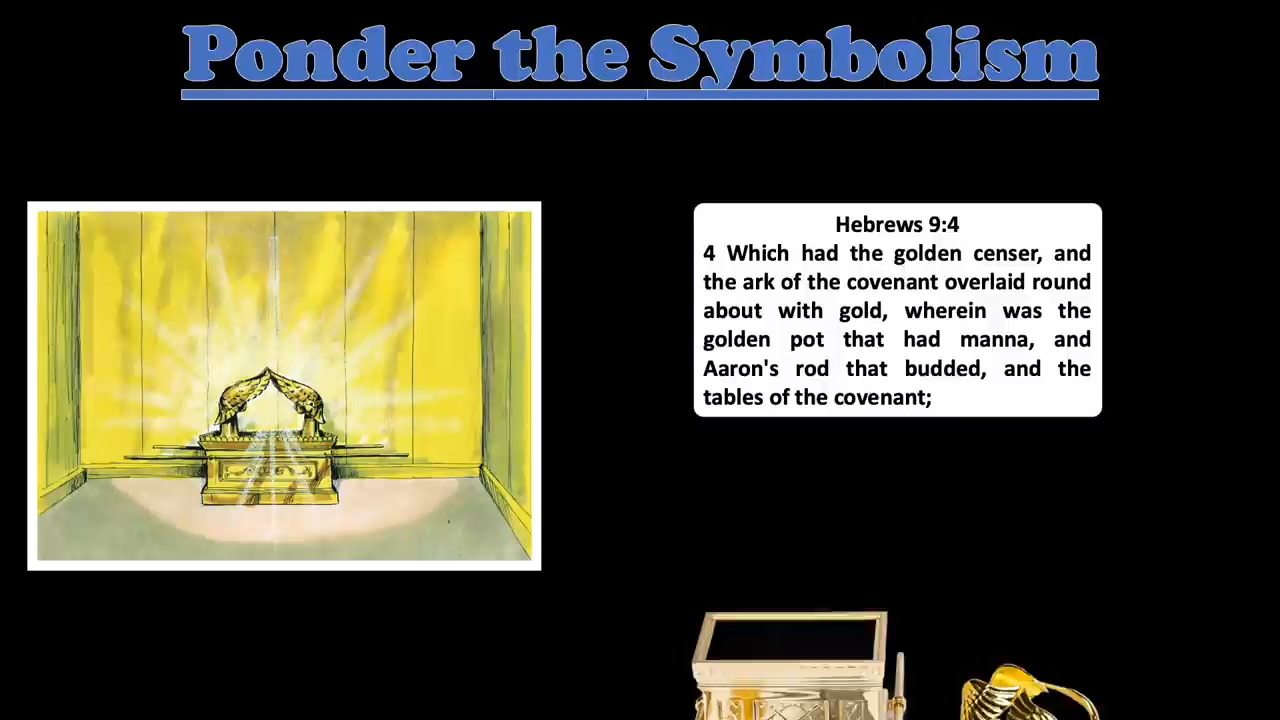 Ponder the Symbolism
Hebrews 9:4
4 Which had the golden censer, and
the ark of the covenant overlaid round
about with gold, wherein was the
golden pot that had manna, and
Aaron's rod that budded, and the
tables of the covenant;